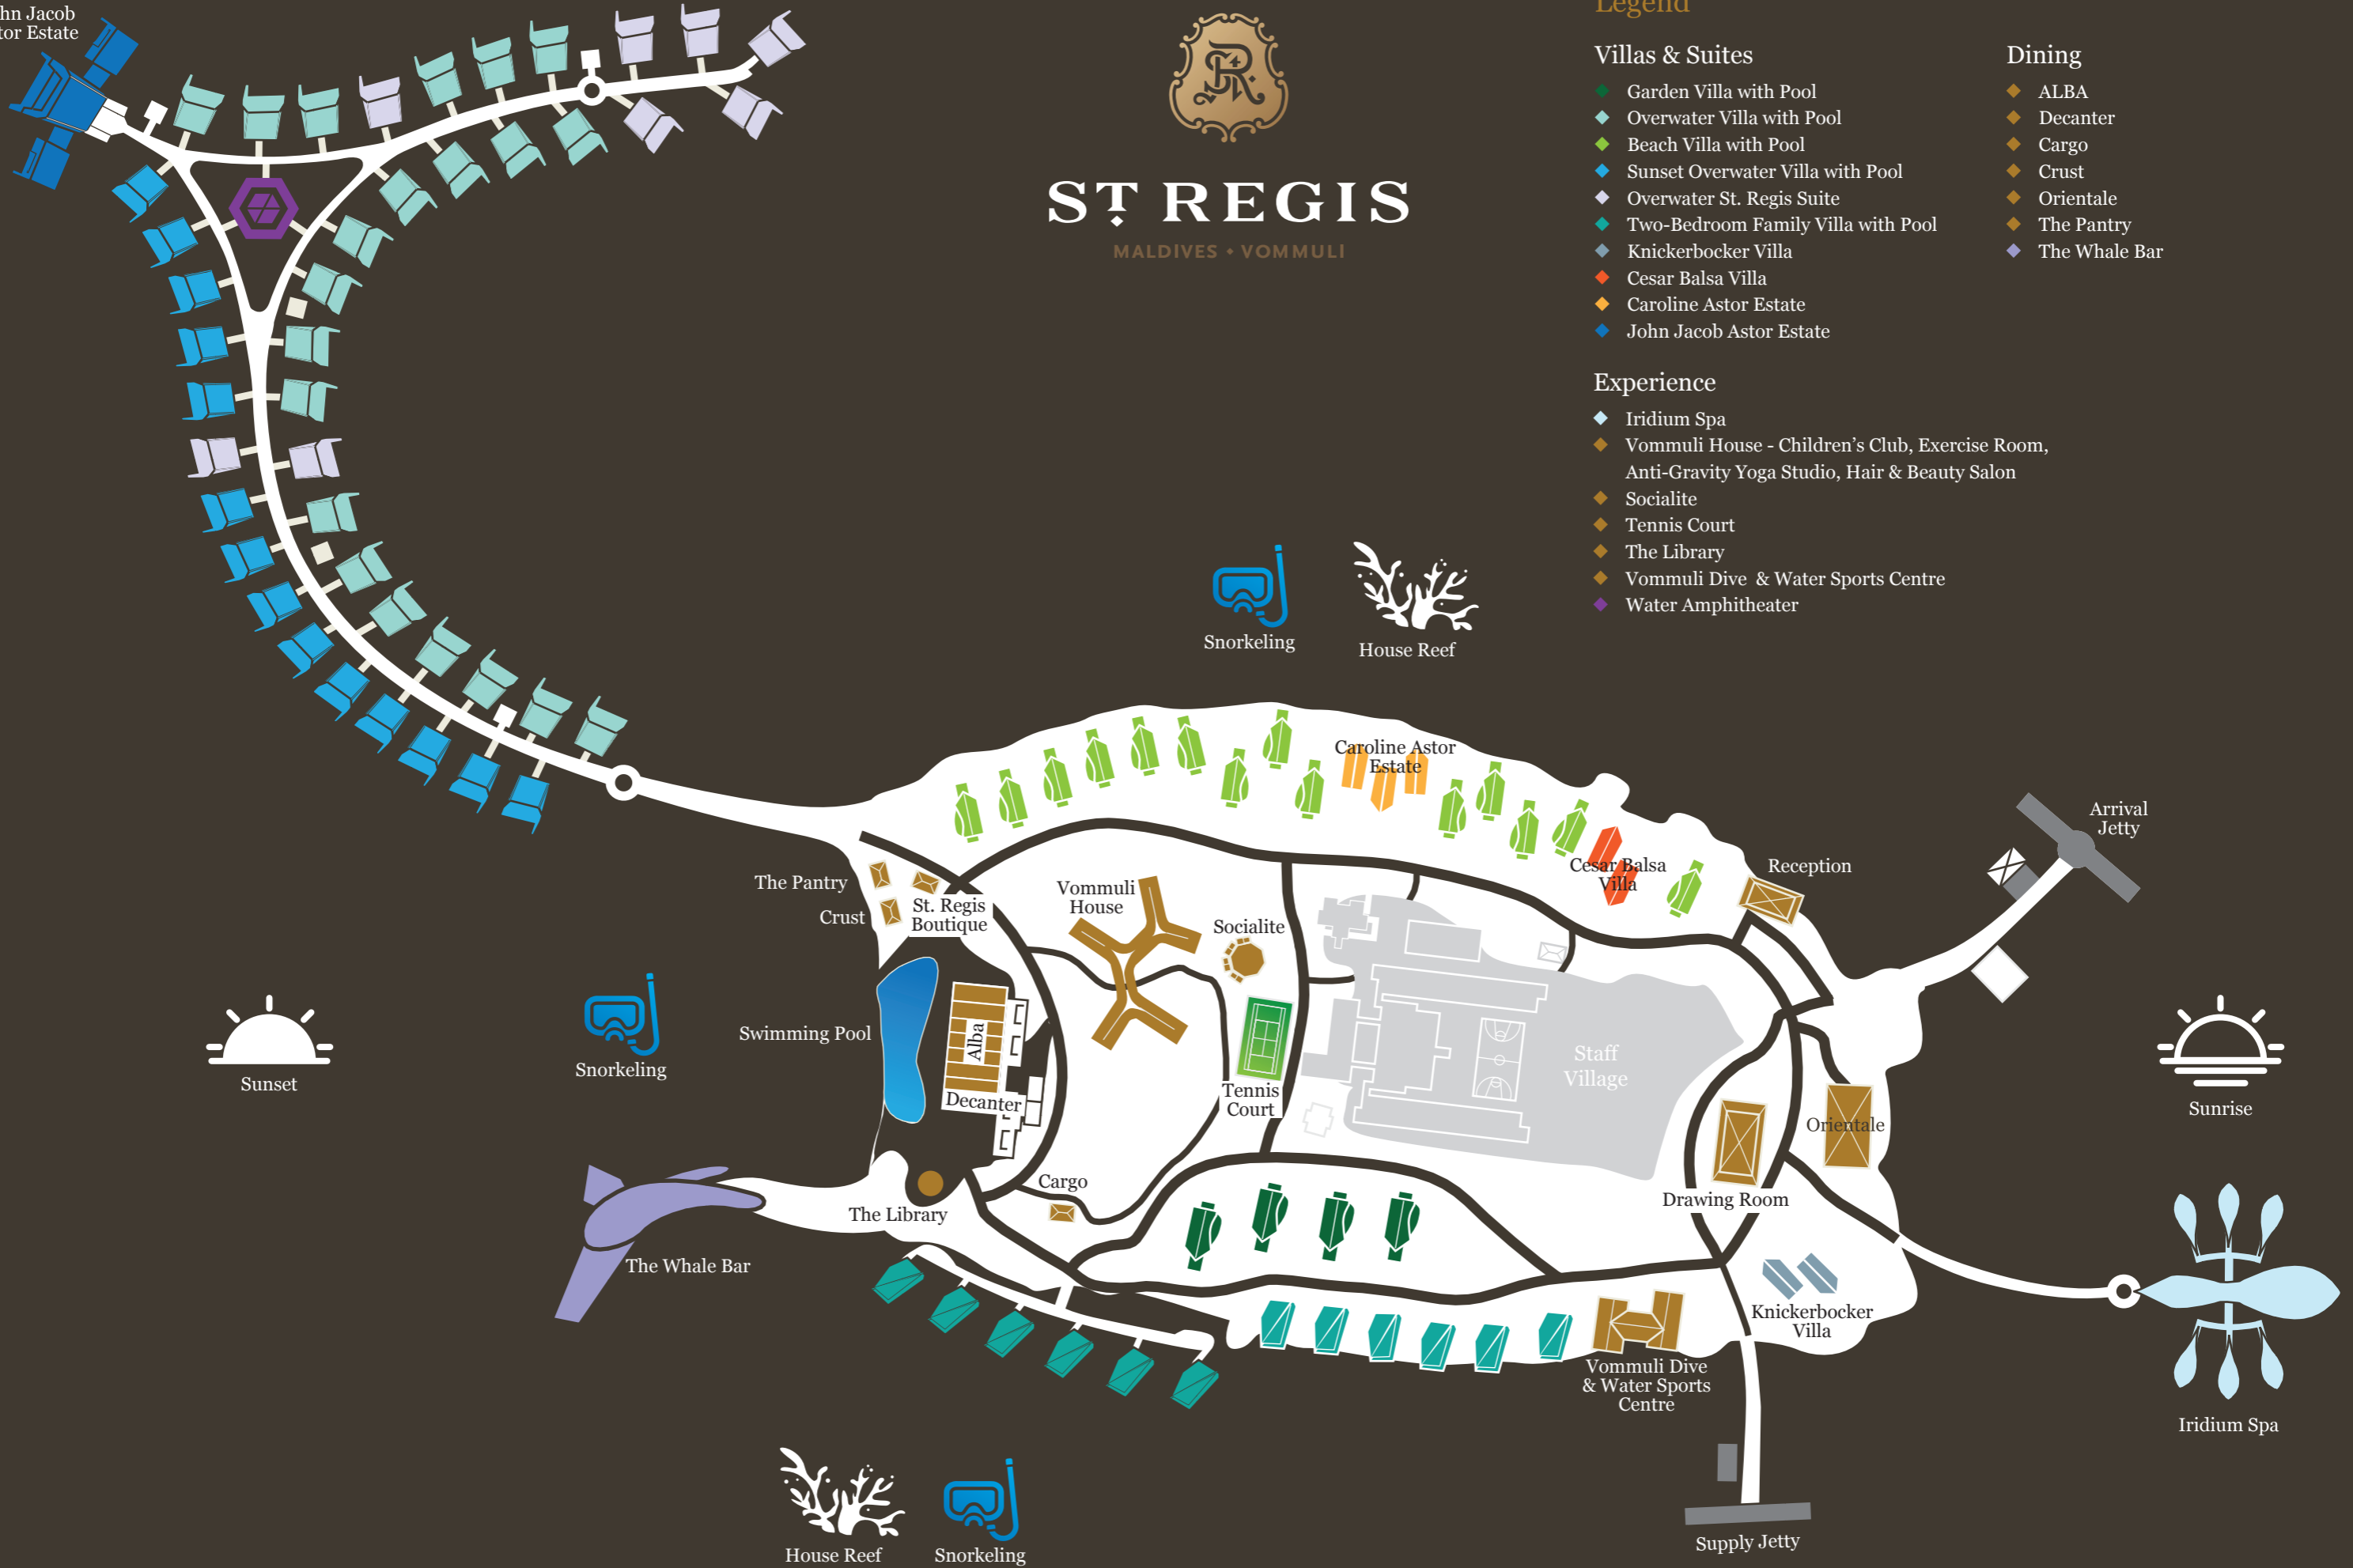 hn Jacob
tor Estate
ST REGIS
MALDIVES • VOMMULI
Legend
Villas & Suites
Garden Villa with Pool
Overwater Villa with Pool
Beach Villa with Pool
Sunset Overwater Villa with Pool
Overwater St. Regis Suite
Two-Bedroom Family Villa with Pool
Knickerbocker Villa
Cesar Balsa Villa
Caroline Astor Estate
John Jacob Astor Estate
Dining
ALBA
Decanter
Cargo
Crust
Orientale
The Pantry
The Whale Bar
Experience
Iridium Spa
Vommuli House - Children's Club, Exercise Room,
Anti-Gravity Yoga Studio, Hair & Beauty Salon
Socialite
Tennis Court
The Library
Vommuli Dive & Water Sports Centre
Water Amphitheater
Snorkeling
House Reef
Caroline Astor
Estate
Cesar Balsa
Villa
Reception
Arrival
Jetty
The Pantry
Crust
St. Regis
Boutique
Vommuli
House
Socialite
Swimming Pool
Alba
Decanter
Tennis
Court
Staff
Village
Orientale
Drawing Room
Sunset
Snorkeling
Sunrise
The Library
Cargo
The Whale Bar
Knickerbocker
Villa
Vommuli Dive
& Water Sports
Centre
Iridium Spa
Supply Jetty
House Reef
Snorkeling